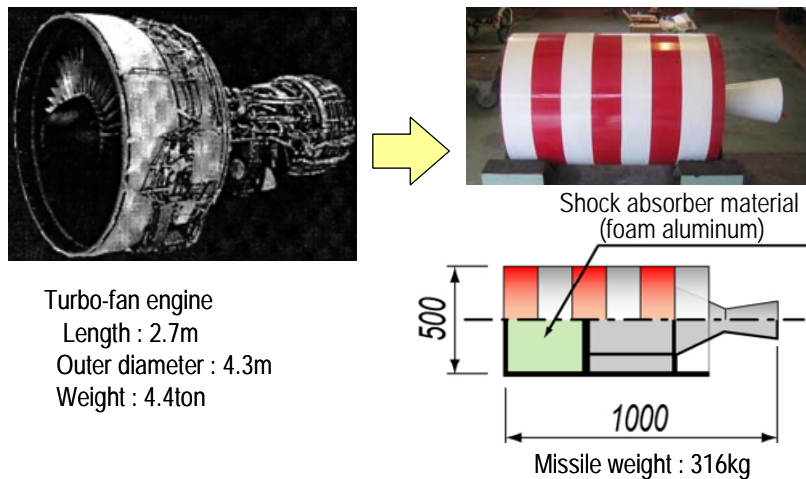 Turbo-fan engine
Length : 2.7m
Outer diameter : 4.3m
Weight : 4.4ton
Shock absorber material
(foam aluminum)
500
1000
Missile weight : 316kg